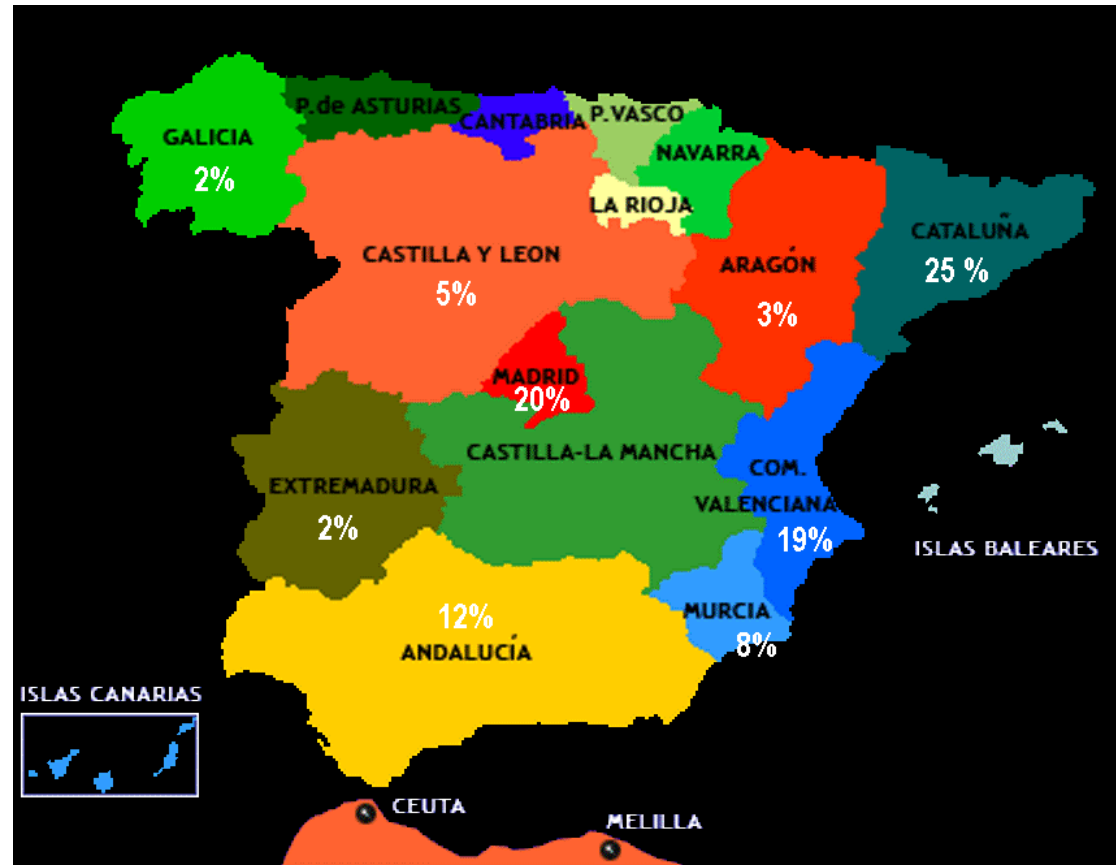 P.de ASTURIAS
CANTABRIA
P.VASCO
GALICIA
2%
NAVARRA
LA RIOJA
CATALUÑA
25 %
CASTILLA Y LEON
5%
ARAGÓN
3%
MADRID
20%
CASTILLA-LA MANCHA
COM.
VALENCIANA
19%
EXTREMADURA
2%
ISLAS BALEARES
12%
ANDALUCÍA
MURCIA
8%
ISLAS CANARIAS
CEUTA
MELILLA